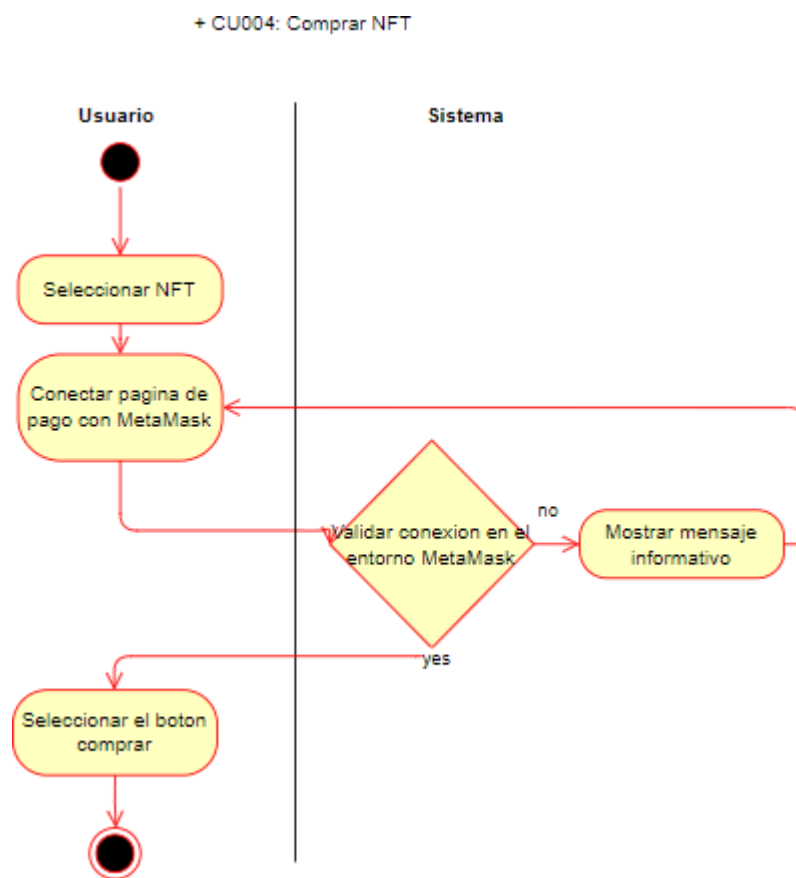 + CU004: Comprar NFT
Usuario
Sistema
Seleccionar NFT
Conectar pagina de
pago con MetaMask
Validar conexion en el
entorno MetaMask
no
Mostrar mensaje
informativo
yes
Seleccionar el boton
comprar